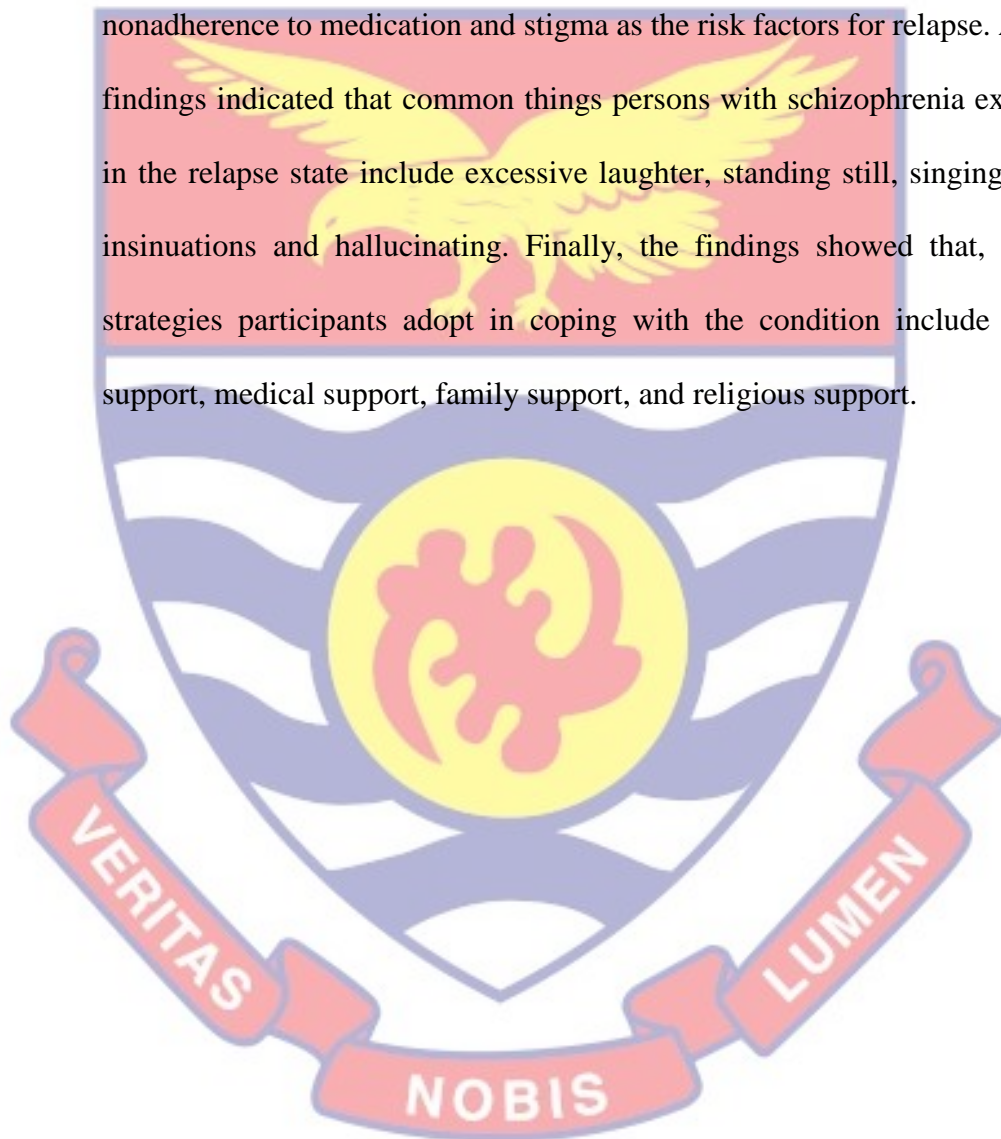 nonadherence to medication and stigma as the risk factors for relapse.
findings indicated that common things persons with schizophrenia ex
in the relapse state include excessive laughter, standing still, singing
insinuations and hallucinating. Finally, the findings showed that,
strategies participants adopt in coping with the condition include
support, medical support, family support, and religious support.
VERITAS
NOBIS
LUMEN